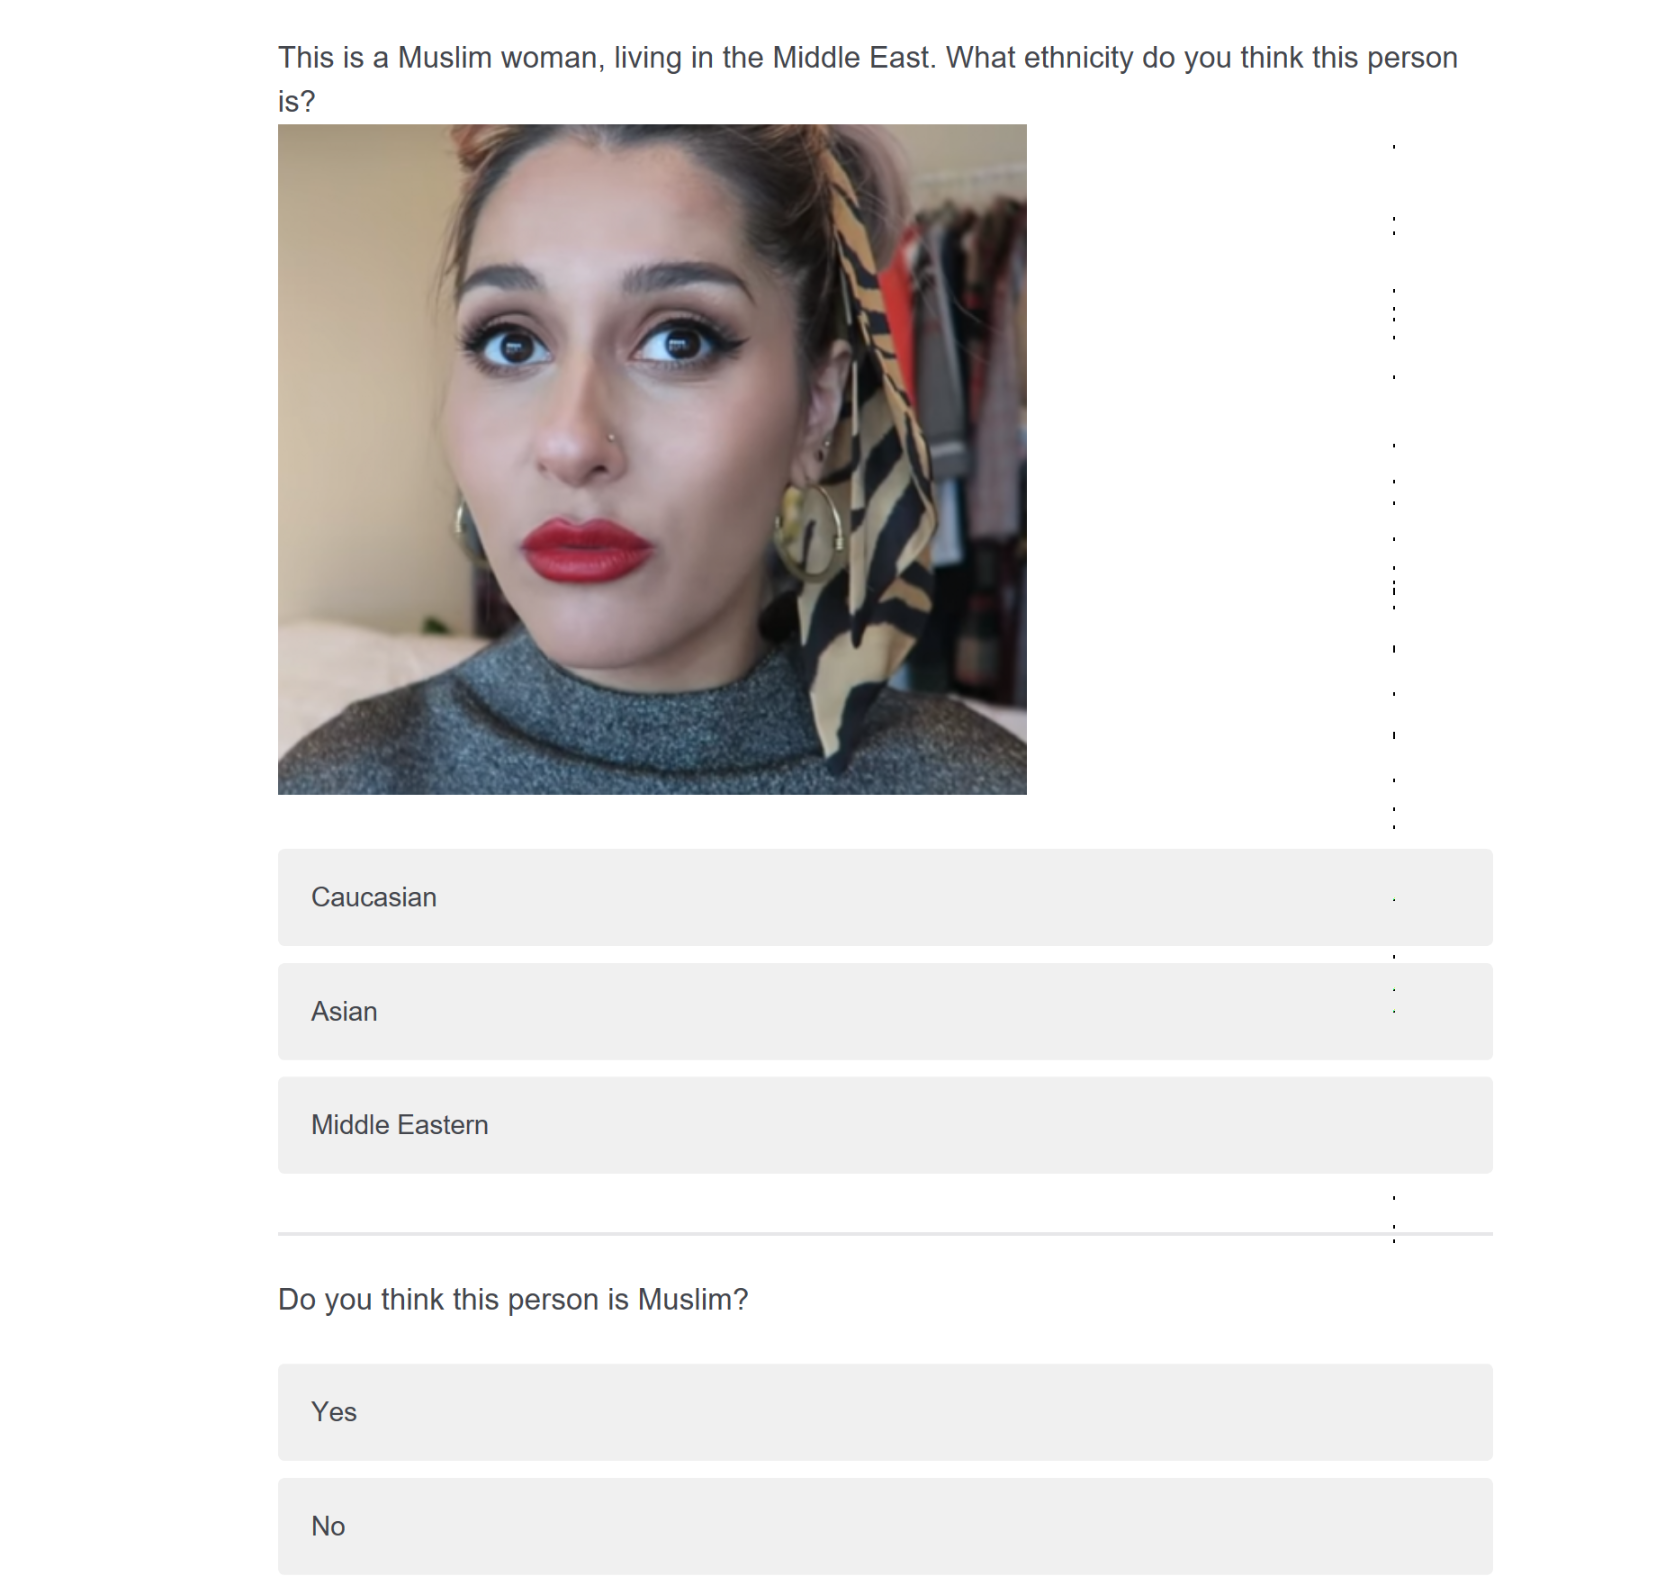 This is a Muslim woman, living in the Middle East. What ethnicity do you think this person
is?
Caucasian
Asian
Middle Eastern
Do you think this person is Muslim?
Yes
No